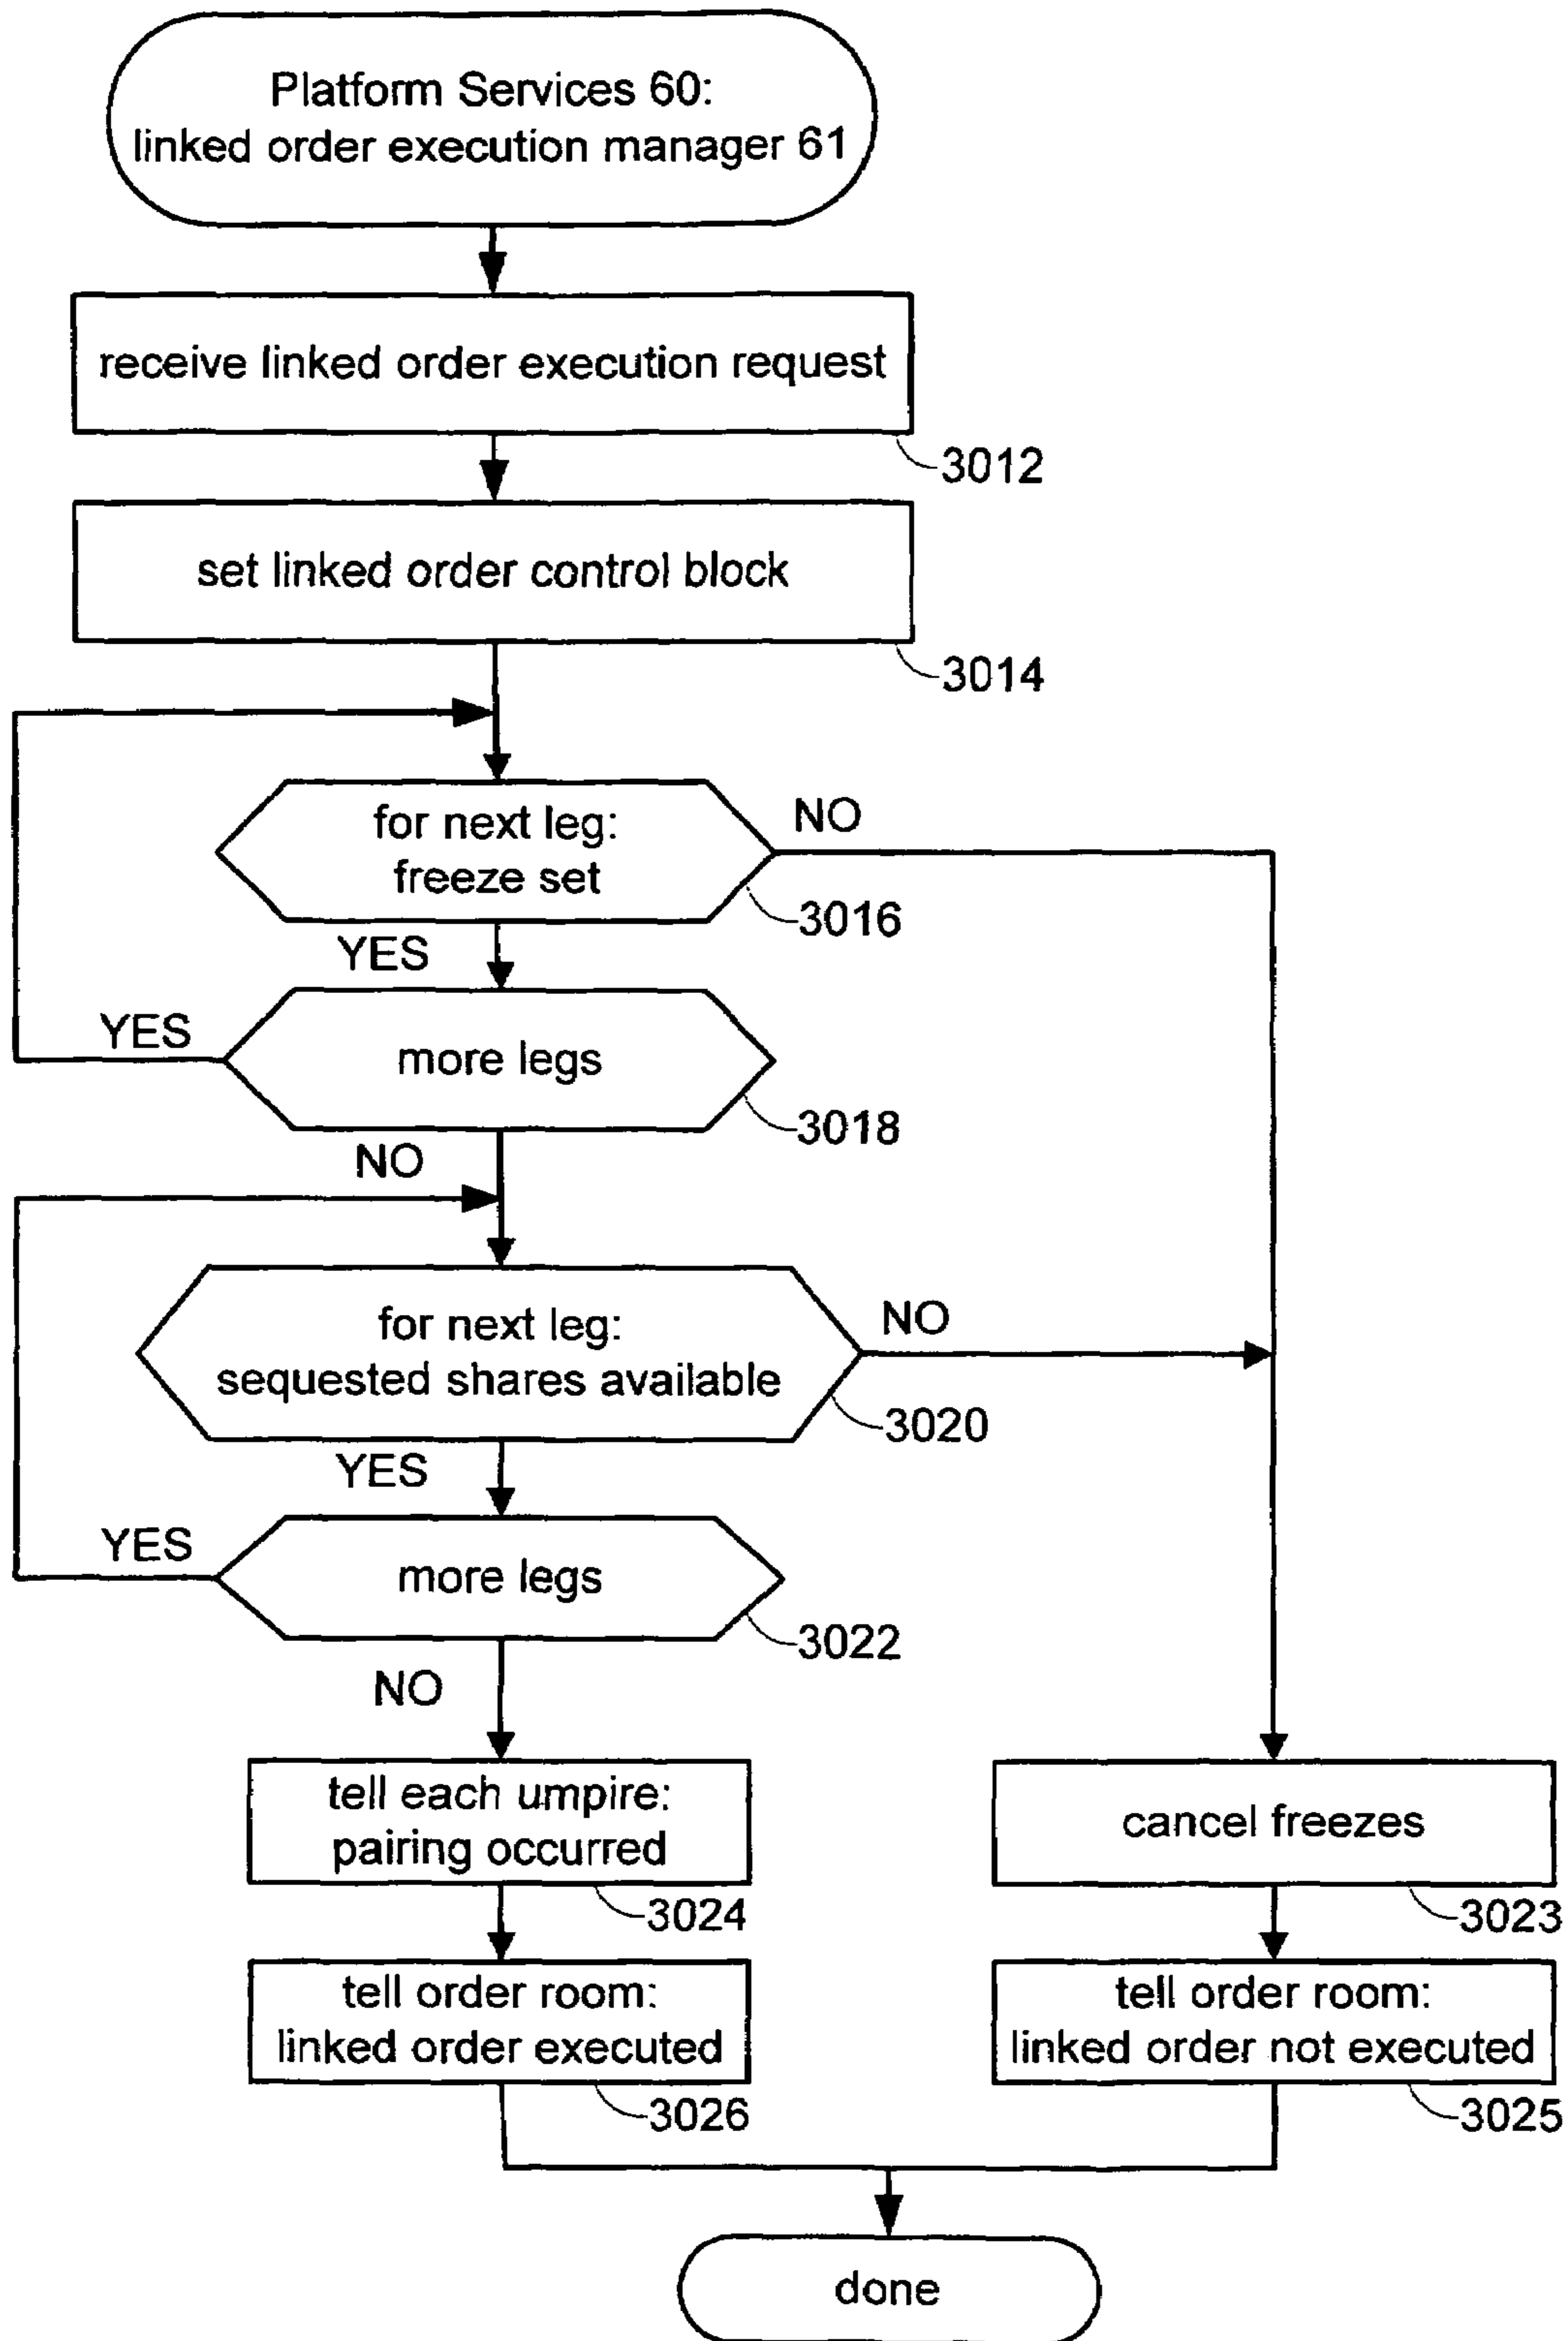 Platform Services 60:
linked order execution manager 61
receive linked order execution request
3012
set linked order control block
3014
for next leg:
freeze set
NO
3016
YES
more legs
YES
3018
NO
for next leg:
sequested shares available
NO
3020
YES
more legs
YES
3022
NO
tell each umpire:
pairing occurred
3024
cancel freezes
3023
tell order room:
linked order executed
3026
tell order room:
linked order not executed
3025
done